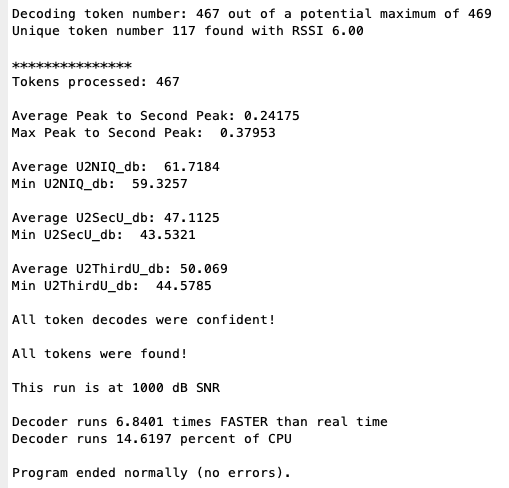 Decoding token number: 467 out of a potential maximum of 469
Unique token number 117 found with RSSI 6.00
***************
Tokens processed: 467
Average Peak to Second Peak: 0.24175
Max Peak to Second Peak:  0.37953
Average U2NIQ_db:  61.7184
Min U2NIQ_db:  59.3257
Average U2SecU_db: 47.1125
Min U2SecU_db:  43.5321
Average U2ThirdU_db: 50.069
Min U2ThirdU_db:  44.5785
All token decodes were confident!
All tokens were found!
This run is at 1000 dB SNR
Decoder runs 6.8401 times FASTER than real time
Decoder runs 14.6197 percent of CPU
Program ended normally (no errors).